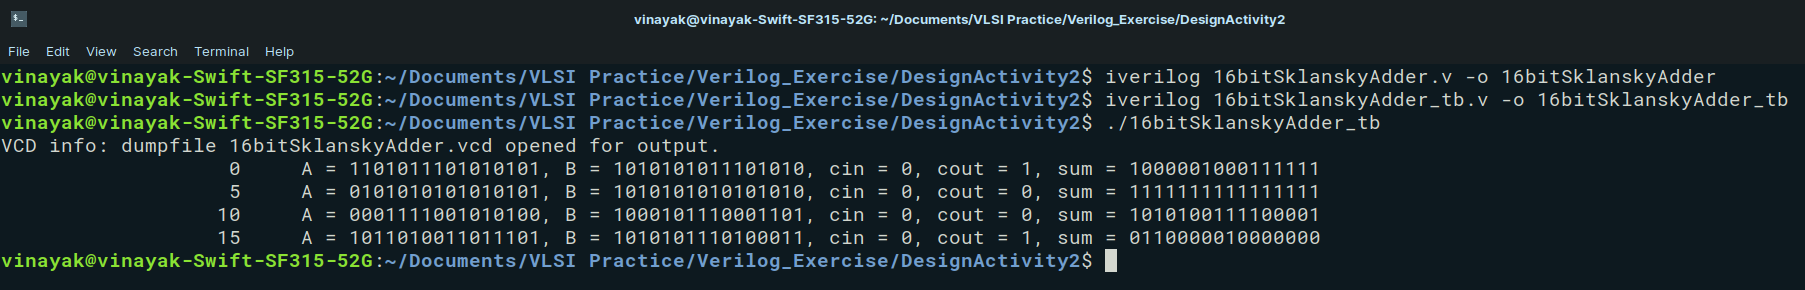 vinayak@vinayak-Swift-SF315-52G: ~/Documents/VLSI Practice/Verilog_Exercise/DesignActivity2
File Edit View Search Terminal Help
vinayak@vinayak-Swift-SF315-52G:~/Documents/VLSI Practice/Verilog_Exercise/DesignActivity2$ iverilog 16bitSklanskyAdder.v -o 16bitSklanskyAdder
vinayak@vinayak-Swift-SF315-52G:~/Documents/VLSI Practice/Verilog_Exercise/DesignActivity2$ iverilog 16bitSklanskyAdder_tb.v -o 16bitSklanskyAdder_tb
vinayak@vinayak-Swift-SF315-52G:~/Documents/VLSI Practice/Verilog_Exercise/DesignActivity2$ ./16bitSklanskyAdder_tb
VCD info: dumpfile 16bitSklanskyAdder.vcd opened for output.
0 A = 1101011101010101, B = 1010101011101010, cin = 0, cout = 1, sum = 1000001000111111
5 A = 0101010101010101, B = 1010101010101010, cin = 0, cout = 0, sum = 1111111111111111
10 A = 0001111001010100, B = 1000101110001101, cin = 0, cout = 0, sum = 1010100111100001
15 A = 1011010011011101, B = 1010101110100011, cin = 0, cout = 1, sum = 0110000010000000
vinayak@vinayak-Swift-SF315-52G:~/Documents/VLSI Practice/Verilog_Exercise/DesignActivity2$